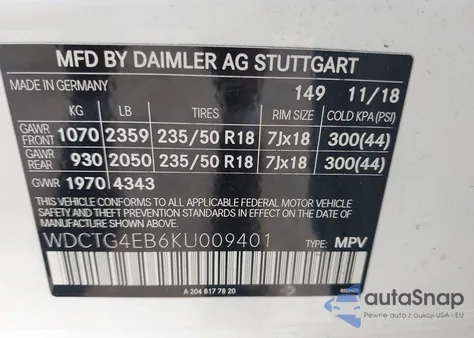 MFD BY DAIMLER AG STUTTGART
MADE IN GERMANY 149 11/18
KG LB TIRES RIM SIZE COLD KPA(PSI)
GAWR FRONT 1070 2359 235/50 R18 7Jx18 300(44)
GAWR REAR 930 2050 235/50 R18 7Jx18 300(44)
GVWR 1970 4343
THIS VEHICLE CONFORMS TO ALL APPLICABLE FEDERAL MOTOR VEHICLE
SAFETY BUMPER, AND THEFT PREVENTION STANDARDS IN EFFECT ON THE DATE
OF MANUFACTURE SHOWN ABOVE.
WDCTG4EB6KU009401 TYPE: MPV
A 204 817 78 20
autoSnap
Pewne auta z USA i EU